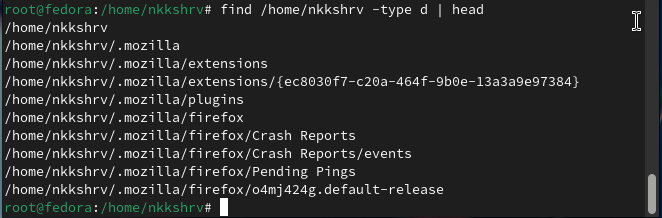 root@fedora:/home/nkkshrv# find /home/nkkshrv -type d | head
/home/nkkshrv
/home/nkkshrv/.mozilla
/home/nkkshrv/.mozilla/extensions
/home/nkkshrv/.mozilla/extensions/{ec8030f7-c20a-464f-9b0e-13a3a9e97384}
/home/nkkshrv/.mozilla/plugins
/home/nkkshrv/.mozilla/firefox
/home/nkkshrv/.mozilla/firefox/Crash Reports
/home/nkkshrv/.mozilla/firefox/Crash Reports/events
/home/nkkshrv/.mozilla/firefox/Pending Pings
/home/nkkshrv/.mozilla/firefox/o4mj424g.default-release
root@fedora:/home/nkkshrv#